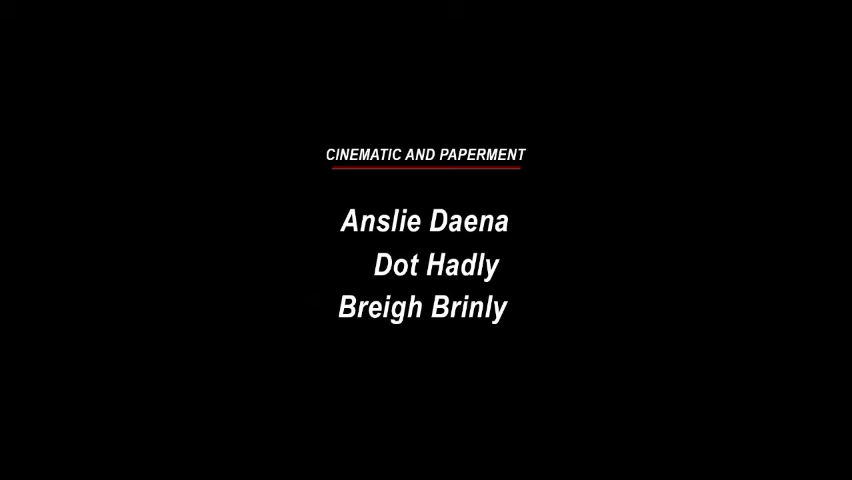 CINEMATIC AND PAPERMENT
Anslie Daena
Dot Hadly
Breigh Brinly